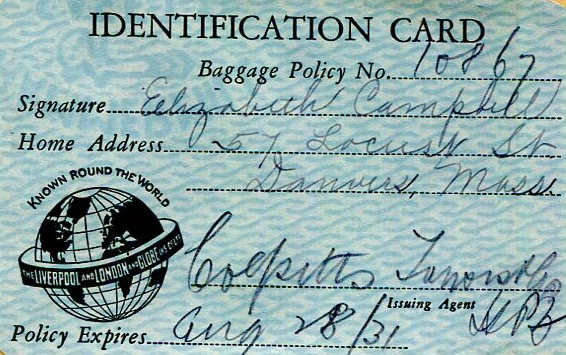 IDENTIFICATION CARD
Baggage Policy No. 10867
Signature Elizabeth Campbell
Home Address 57 Locust St.
Danvers, Mass.
KNOWN ROUND THE WORLD
THE LIVERPOOL AND LONDON AND GLOBE INS CO LTD
Colpitts
Issuing Agent
Policy Expires Aug 28/31